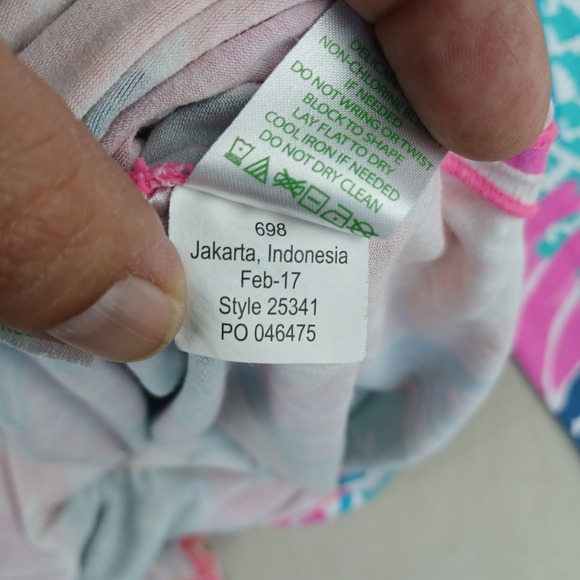 NON-CHLORINE
IF NEEDED
DO NOT WRING OR TWIST
BLOCK TO SHAPE
LAY FLAT TO DRY
COOL IRON IF NEEDED
DO NOT DRY CLEAN
698
Jakarta, Indonesia
Feb-17
Style 25341
PO 046475